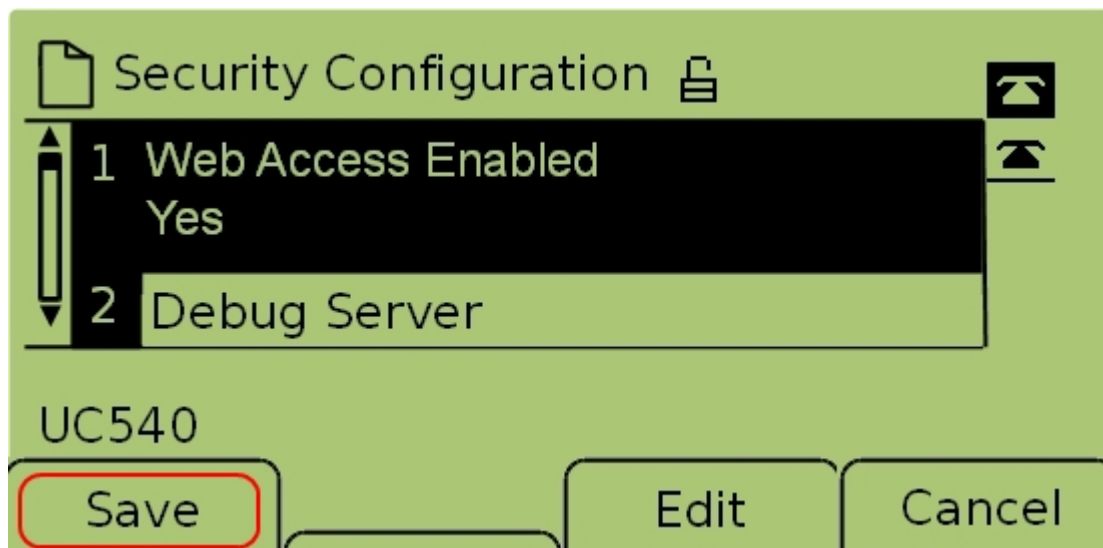 Security Configuration
1 Web Access Enabled
Yes
2 Debug Server
UC540
Save Edit Cancel